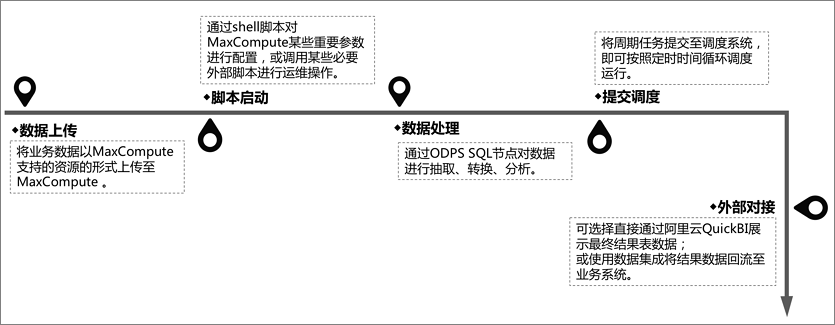 通过shell脚本对
MaxCompute某些重要参数
进行配置，或调用某些必要
外部脚本进行运维操作。
将周期任务提交至调度系统，
即可按照定时时间循环调度
运行。
◆脚本启动
◆提交调度
◆数据上传
将业务数据以MaxCompute
支持的资源的形式上传至
MaxCompute 。
◆数据处理
通过ODPS SQL节点对数据
进行抽取、转换、分析。
◆外部对接
可选择直接通过阿里云QuickBI展
示最终结果表数据；
或使用数据集成将结果数据回流至
业务系统。